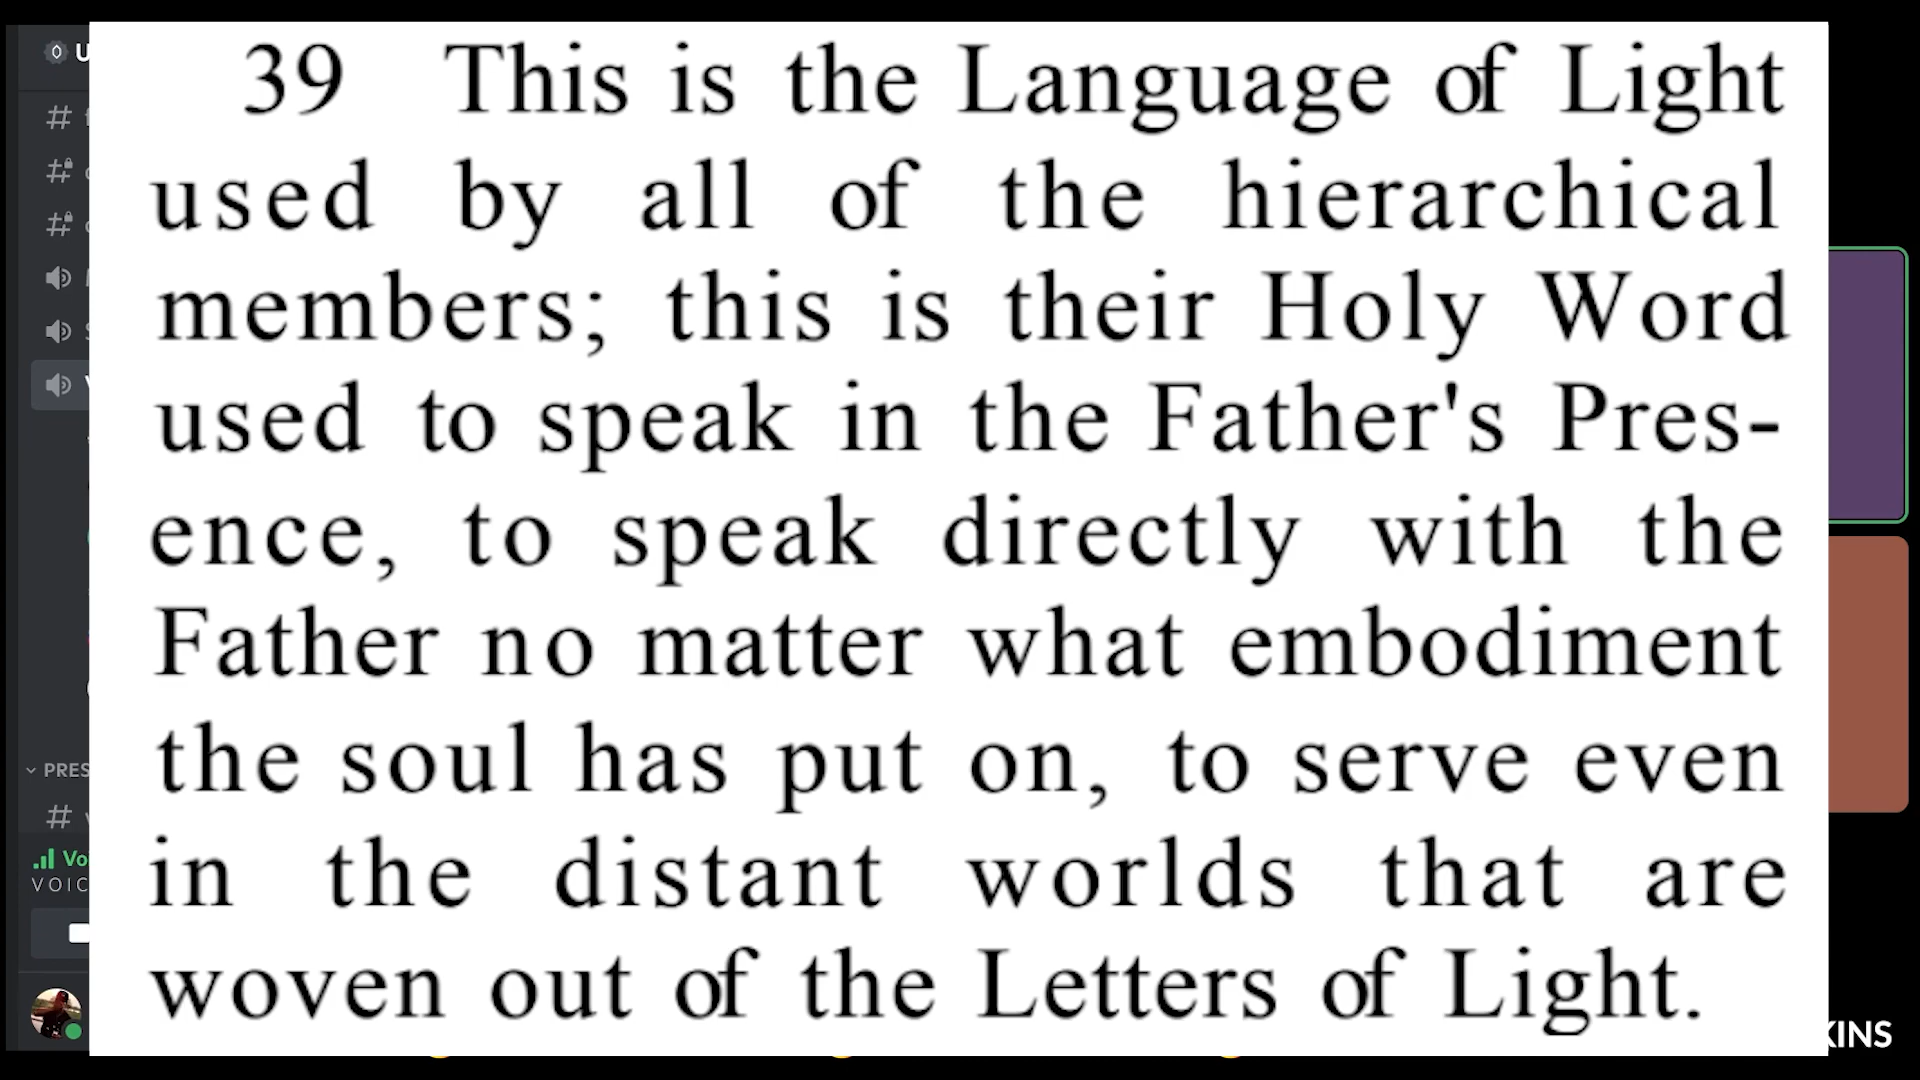 39 This is the Language of Light
used by all of the hierarchical
members; this is their Holy Word
used to speak in the Father's Pres-
ence, to speak directly with the
Father no matter what embodiment
the soul has put on, to serve even
in the distant worlds that are
woven out of the Letters of Light.